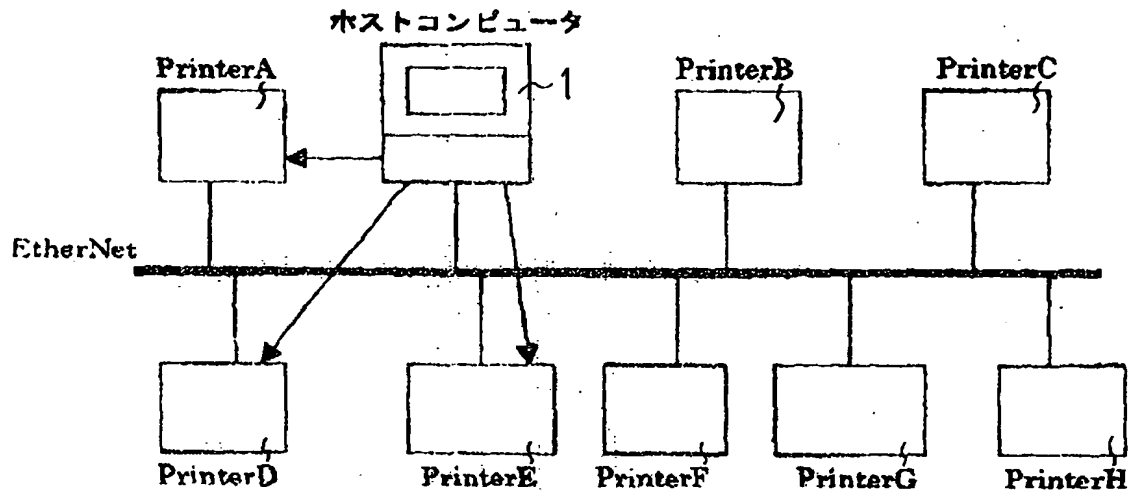 ホストコンピュータ
PrinterA
1
PrinterB
PrinterC
EtherNet
PrinterD
PrinterE
PrinterF
PrinterG
PrinterH